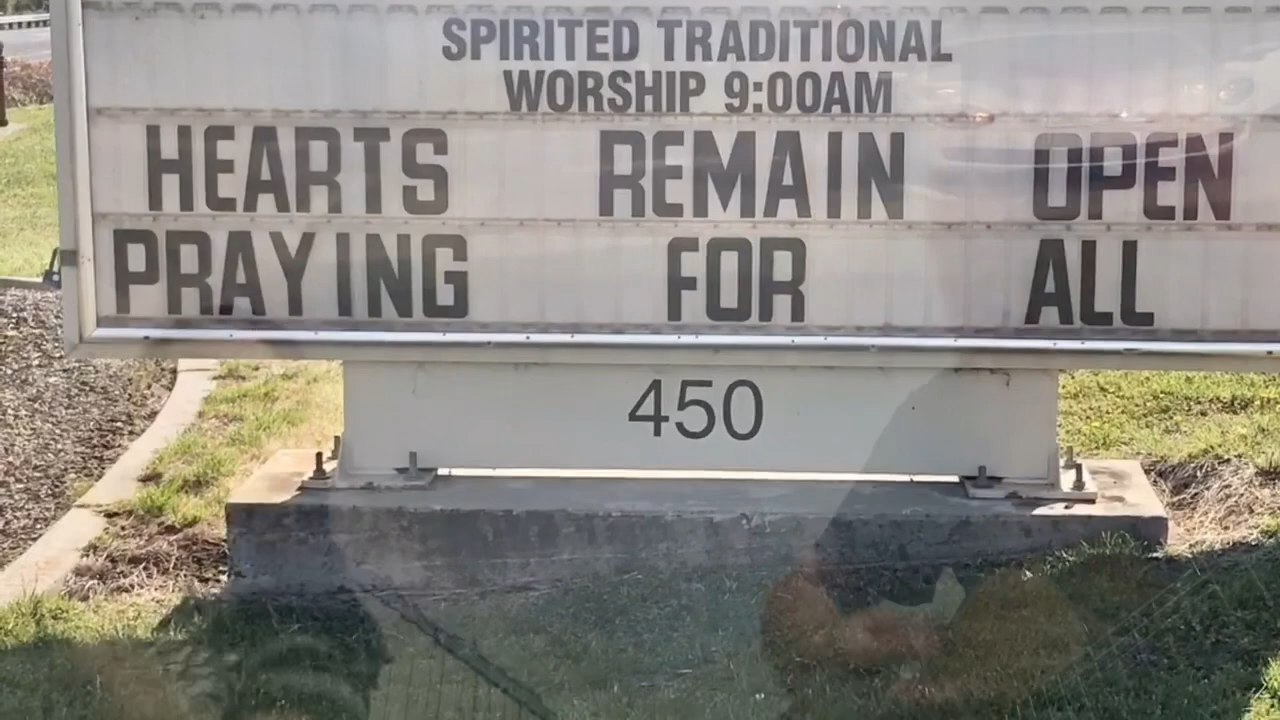 SPIRITED TRADITIONAL
WORSHIP 9:00AM
HEARTS REMAIN OPEN
PRAYING FOR ALL
450